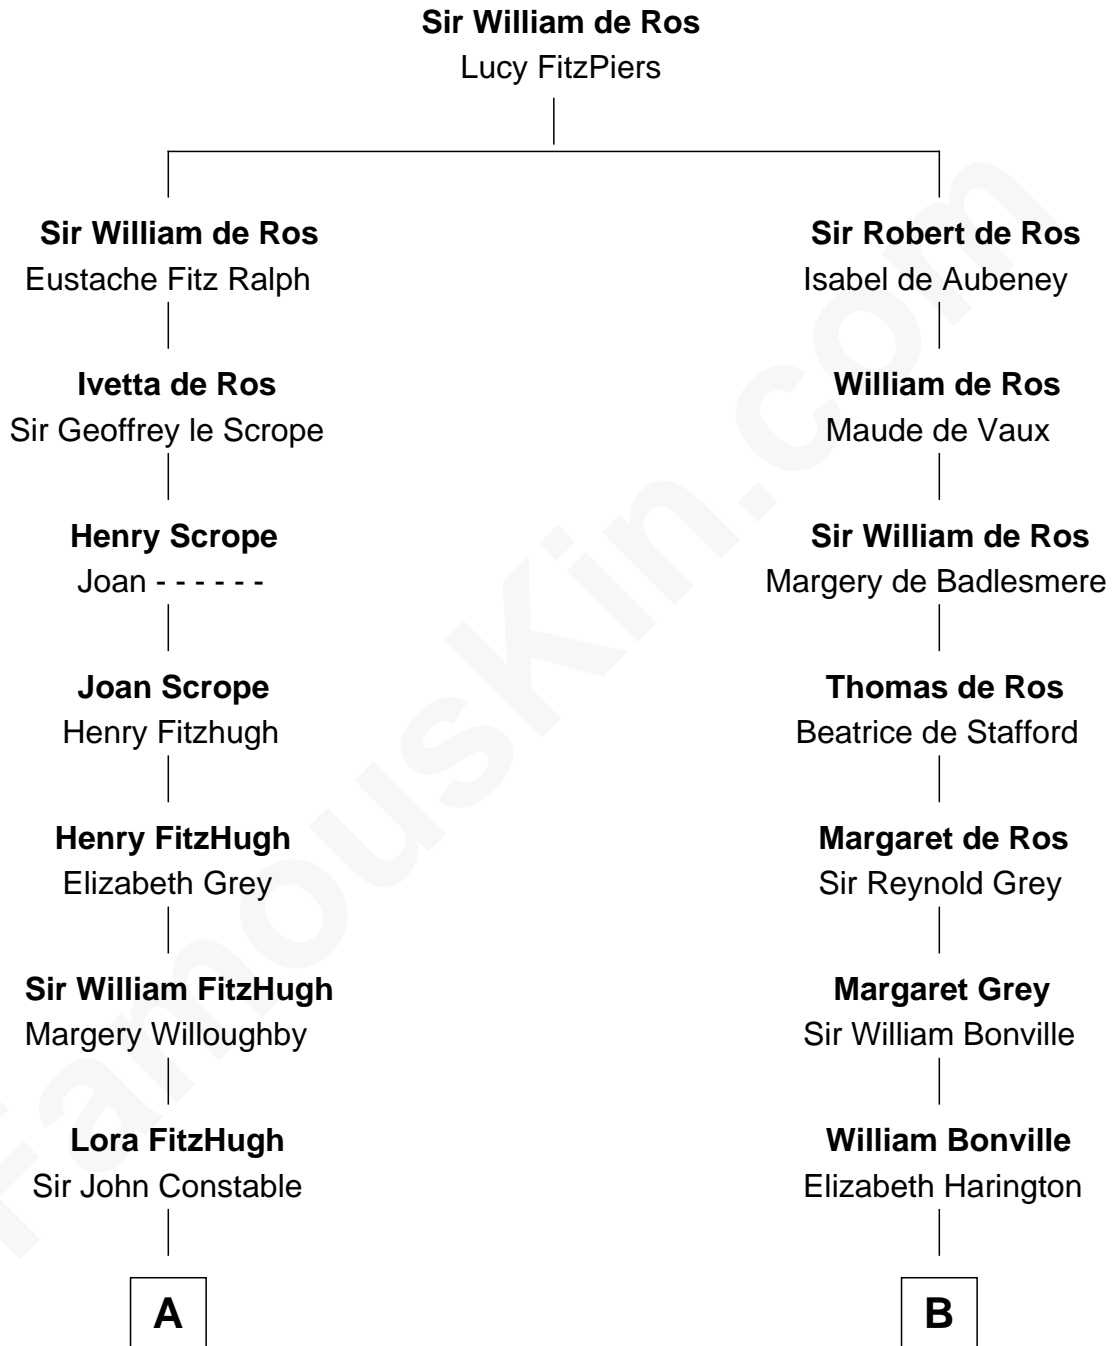 Sir William de Ros
Lucy FitzPiers
Sir William de Ros
Eustache Fitz Ralph
Sir Robert de Ros
Isabel de Aubeney
Ivetta de Ros
Sir Geoffrey le Scrope
William de Ros
Maude de Vaux
Henry Scrope
Joan - - - - - -
Sir William de Ros
Margery de Badlesmere
Joan Scrope
Henry Fitzhugh
Thomas de Ros
Beatrice de Stafford
Henry FitzHugh
Elizabeth Grey
Margaret de Ros
Sir Reynold Grey
Sir William FitzHugh
Margery Willoughby
Margaret Grey
Sir William Bonville
Lora FitzHugh
Sir John Constable
William Bonville
Elizabeth Harington
A
B
FamousKin.com